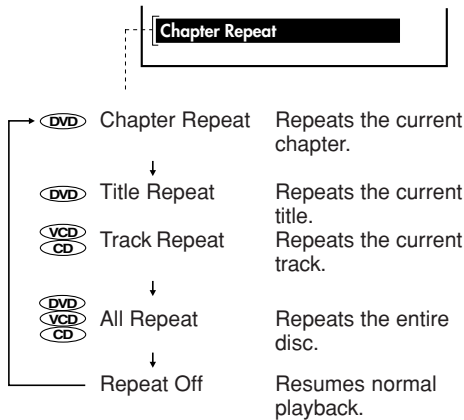 Chapter Repeat
DVD Chapter Repeat Repeats the current
chapter.
DVD Title Repeat Repeats the current
title.
VCD
CD Track Repeat Repeats the current
track.
DVD
VCD
CD All Repeat Repeats the entire
disc.
Repeat Off Resumes normal
playback.